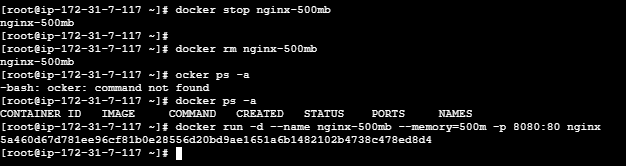 [root@ip-172-31-7-117 ~]# docker stop nginx-500mb
nginx-500mb
[root@ip-172-31-7-117 ~]#
[root@ip-172-31-7-117 ~]# docker rm nginx-500mb
nginx-500mb
[root@ip-172-31-7-117 ~]# ocker ps -a
-bash: ocker: command not found
[root@ip-172-31-7-117 ~]# docker ps -a
CONTAINER ID   IMAGE     COMMAND   CREATED   STATUS    PORTS     NAMES
[root@ip-172-31-7-117 ~]# docker run -d --name nginx-500mb --memory=500m -p 8080:80 nginx
5a460d67d781ee96cf81b0e28556d20bd9ae1651a6b1482102b4738c478ed8d4
[root@ip-172-31-7-117 ~]#